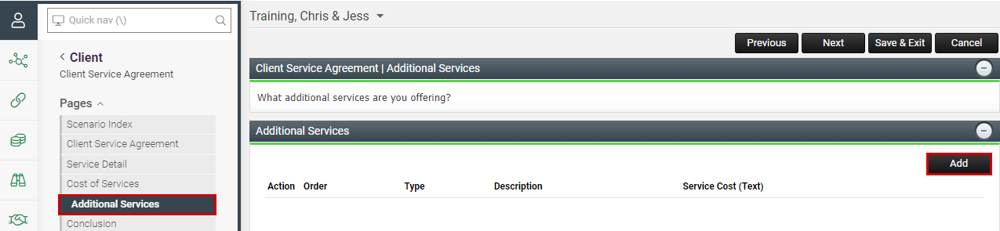 Quick nav (\)
Client
Client Service Agreement
Pages
Scenario Index
Client Service Agreement
Service Detail
Cost of Services
Additional Services
Conclusion
Training, Chris & Jess
Previous Next Save & Exit Cancel
Client Service Agreement | Additional Services
What additional services are you offering?
Additional Services
Add
Action Order Type Description Service Cost (Text)